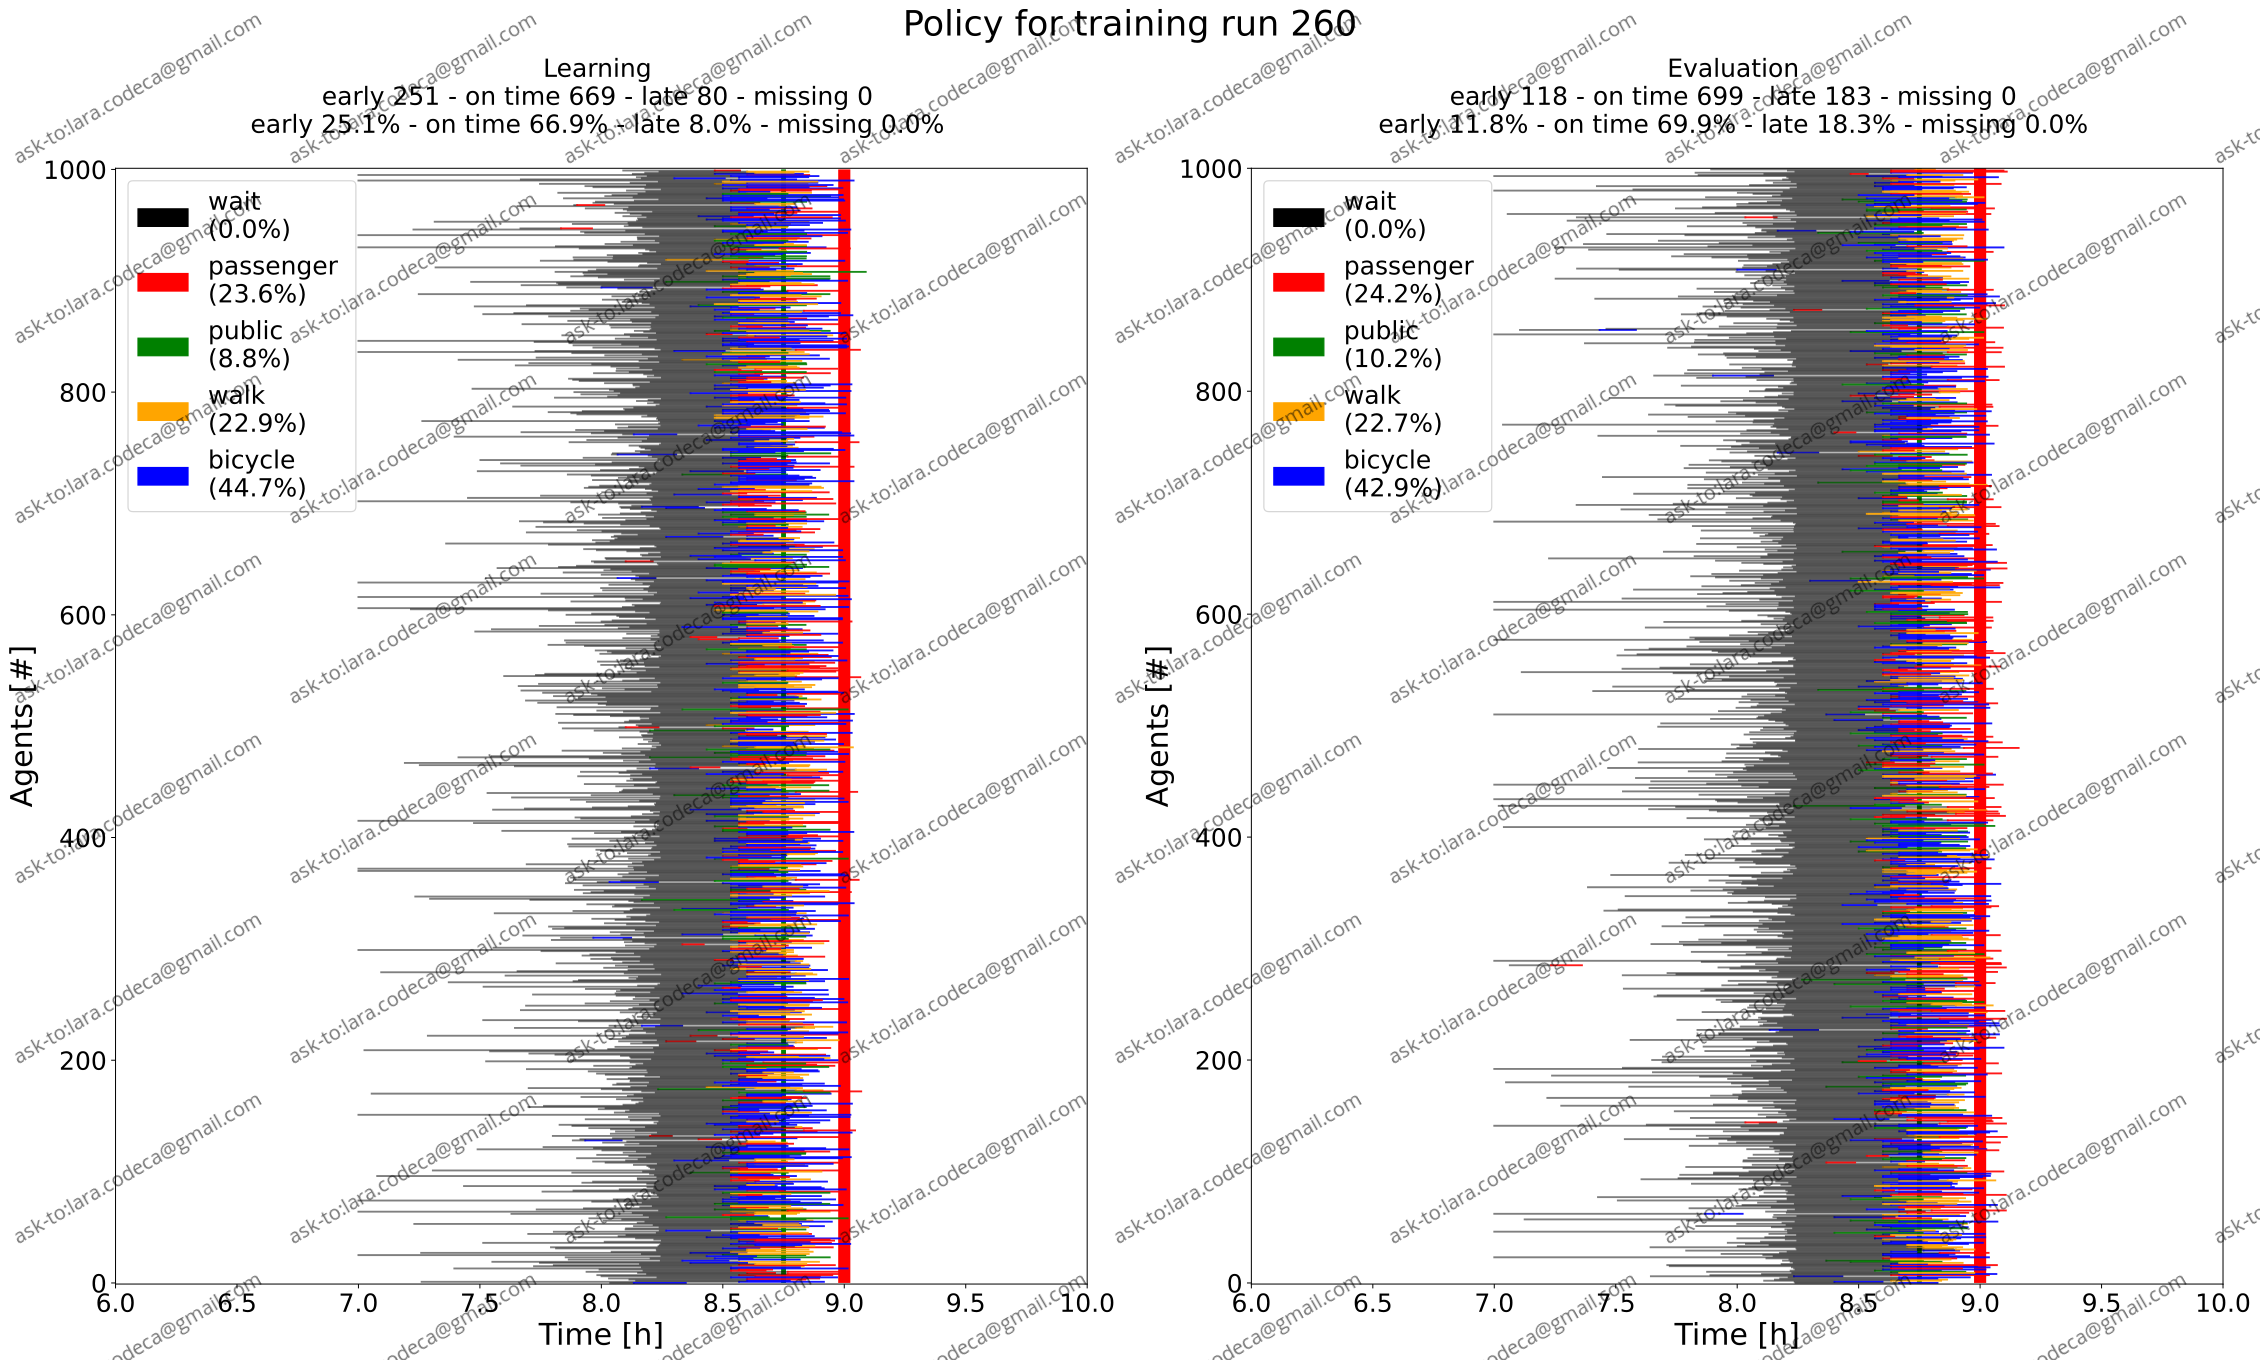 Policy for training run 260
Learning
early 251 - on time 669 - late 80 - missing 0
early 25.1% - on time 66.9% - late 8.0% - missing 0.0%
1000
800
600
400
200
0
Agents [#]
wait
(0.0%)
passenger
(23.6%)
public
(8.8%)
walk
(22.9%)
bicycle
(44.7%)
6.0 6.5 7.0 7.5 8.0 8.5 9.0 9.5 10.0
Time [h]
Evaluation
early 118 - on time 699 - late 183 - missing 0
early 11.8% - on time 69.9% - late 18.3% - missing 0.0%
1000
800
600
400
200
0
Agents [#]
wait
(0.0%)
passenger
(24.2%)
public
(10.2%)
walk
(22.7%)
bicycle
(42.9%)
6.0 6.5 7.0 7.5 8.0 8.5 9.0 9.5 10.0
Time [h]
ask-to:lara.codeca@gmail.com